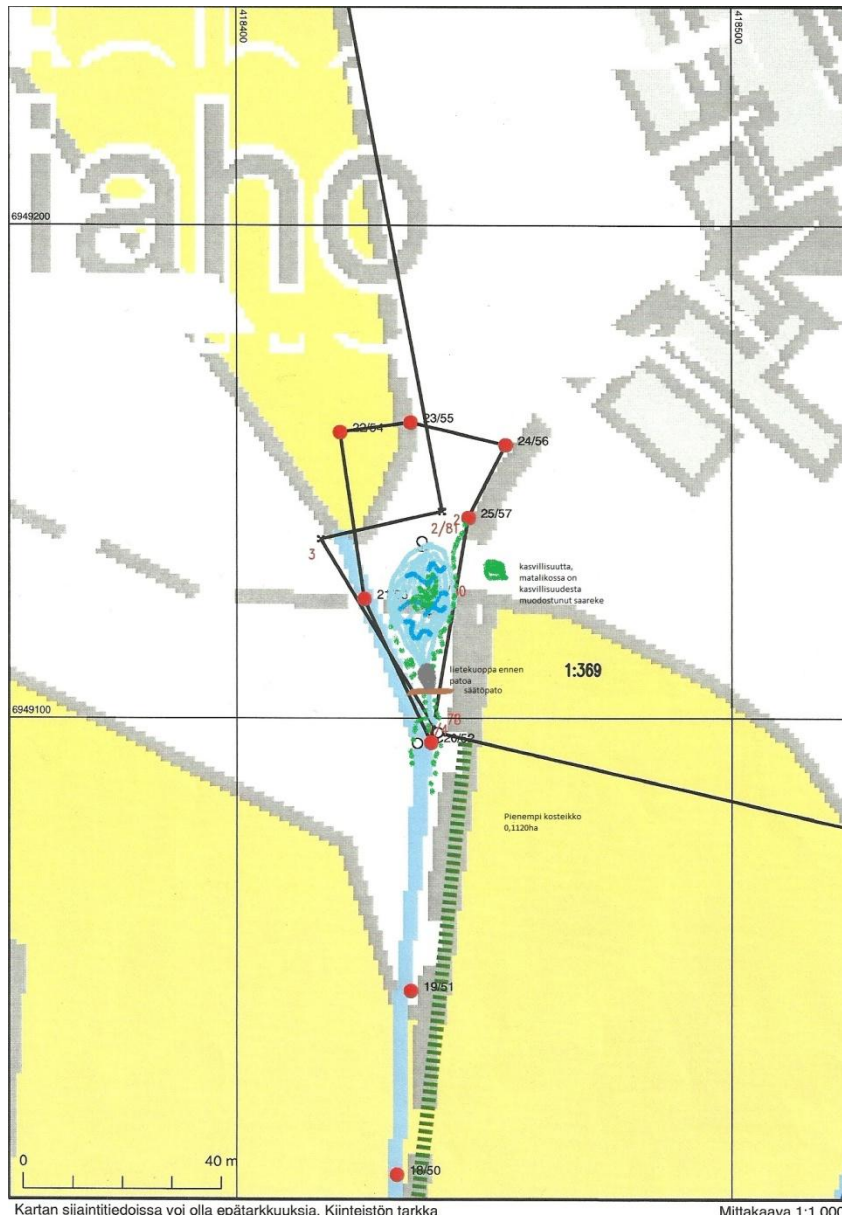 418400
418500
iaho
6949200
23/55
22/54
24/56
25/57
2/81
3
kasvillisuutta,
matalikossa on
kasvillisuudesta
muodostunut saareke
lietekuoppa ennen
patoa
säätöpato
1:369
6949100
78
20/52
Pienempi kosteikko
0,1120ha
19/51
18/50
0
40 m
Kartan sijaintitiedoissa voi olla epätarkkuuksia. Kiinteistön tarkka
Mittakaava 1:1 000